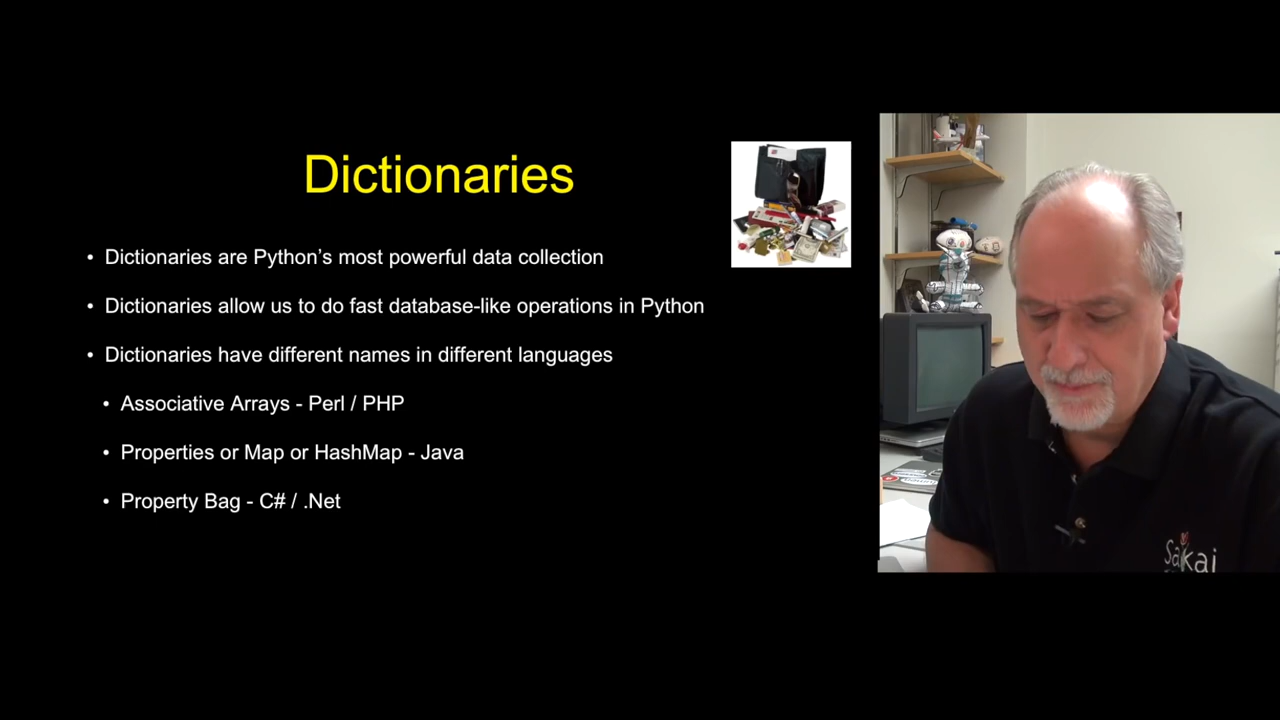 Dictionaries
• Dictionaries are Python's most powerful data collection
• Dictionaries allow us to do fast database-like operations in Python
• Dictionaries have different names in different languages
• Associative Arrays - Perl / PHP
• Properties or Map or HashMap - Java
• Property Bag - C# / .Net
Sakai